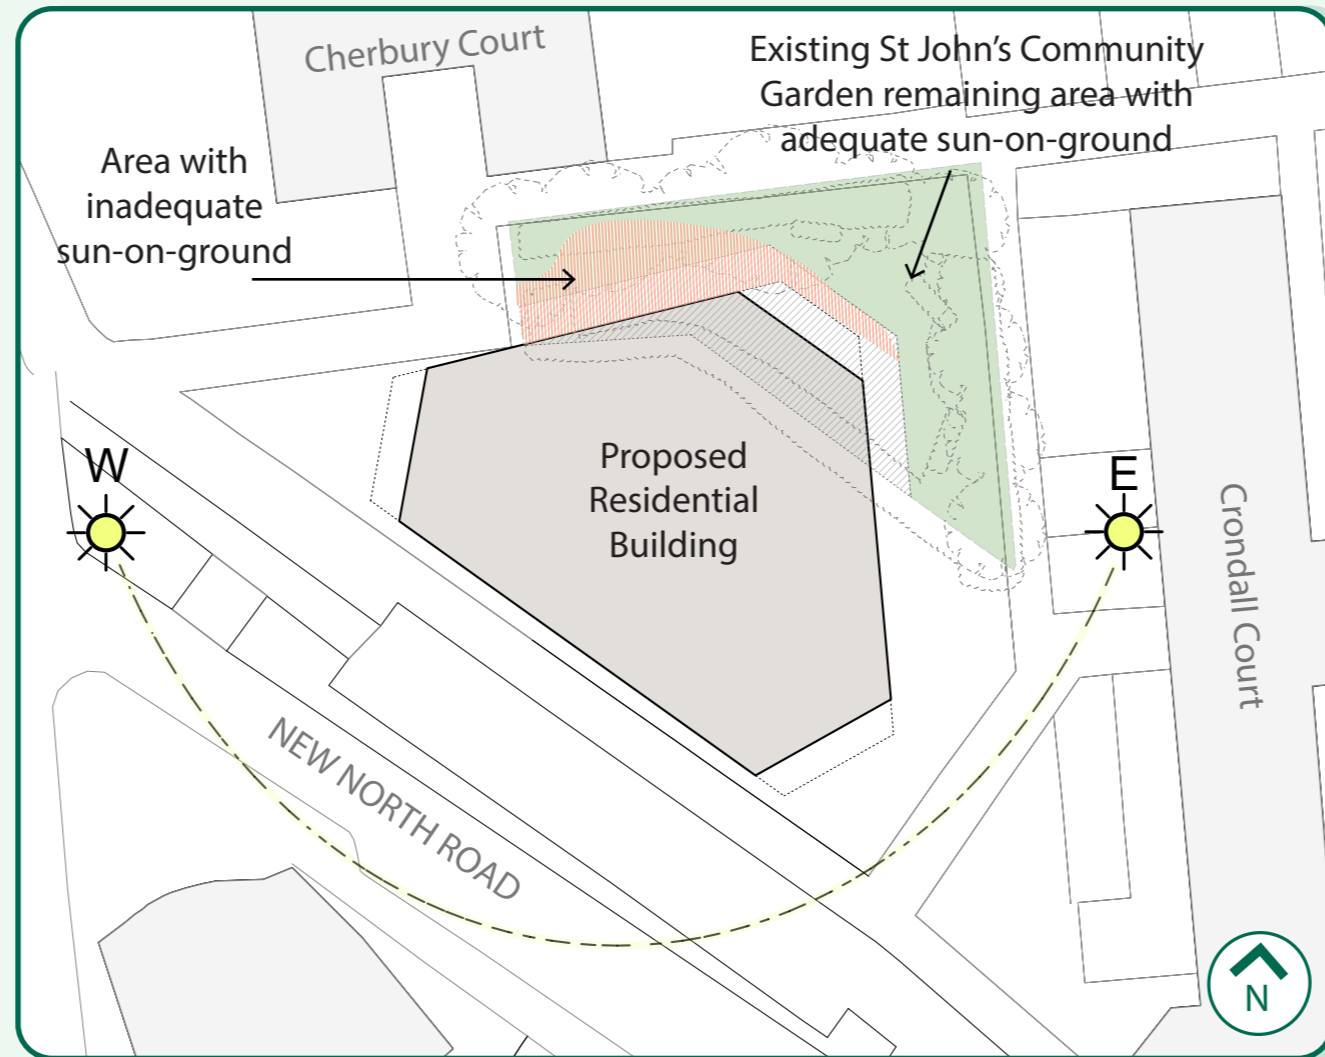 Cherbury Court
Existing St John’s Community
Garden remaining area with
adequate sun-on-ground
Area with
inadequate
sun-on-ground
Proposed
Residential
Building
W
E
Crondall Court
NEW NORTH ROAD
N